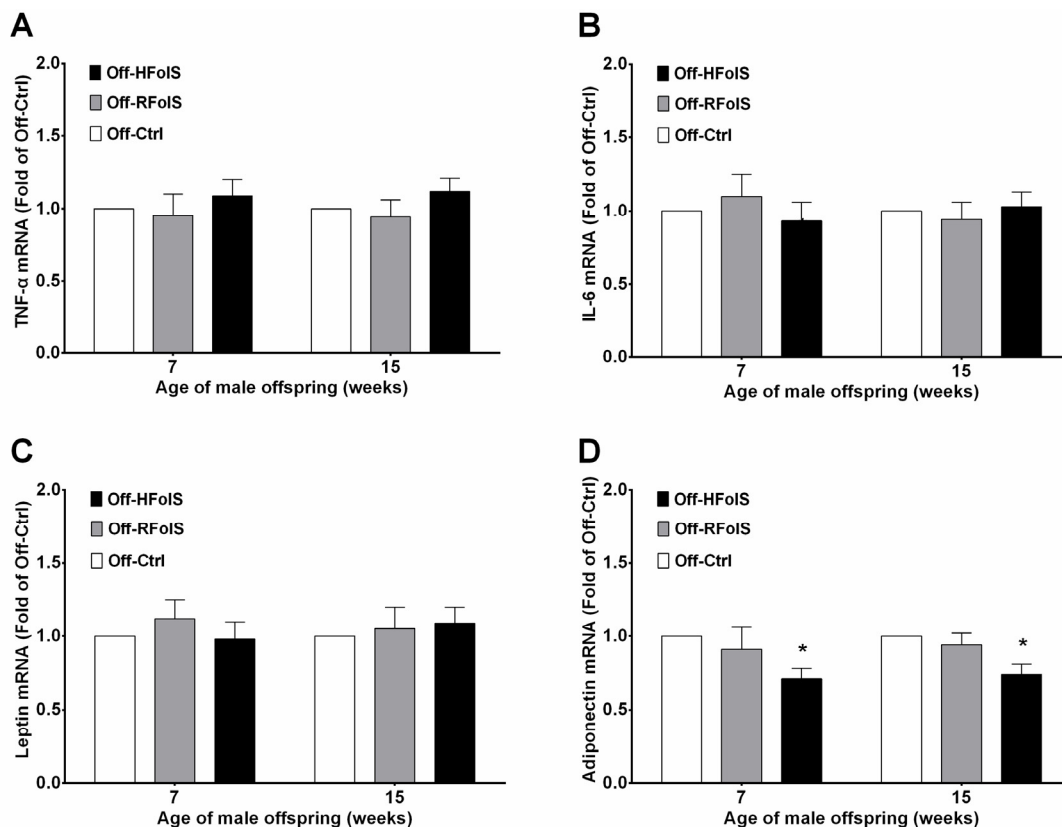 A
TNF-α mRNA (Fold of Off-Ctrl)
2.0
1.5
1.0
0.5
0.0
Off-HFolS
Off-RFolS
Off-Ctrl
7
15
Age of male offspring (weeks)
B
IL-6 mRNA (Fold of Off-Ctrl)
2.0
1.5
1.0
0.5
0.0
Off-HFolS
Off-RFolS
Off-Ctrl
7
15
Age of male offspring (weeks)
C
Leptin mRNA (Fold of Off-Ctrl)
2.0
1.5
1.0
0.5
0.0
Off-HFolS
Off-RFolS
Off-Ctrl
7
15
Age of male offspring (weeks)
D
Adiponectin mRNA (Fold of Off-Ctrl)
2.0
1.5
1.0
0.5
0.0
Off-HFolS
Off-RFolS
Off-Ctrl
*
*
7
15
Age of male offspring (weeks)